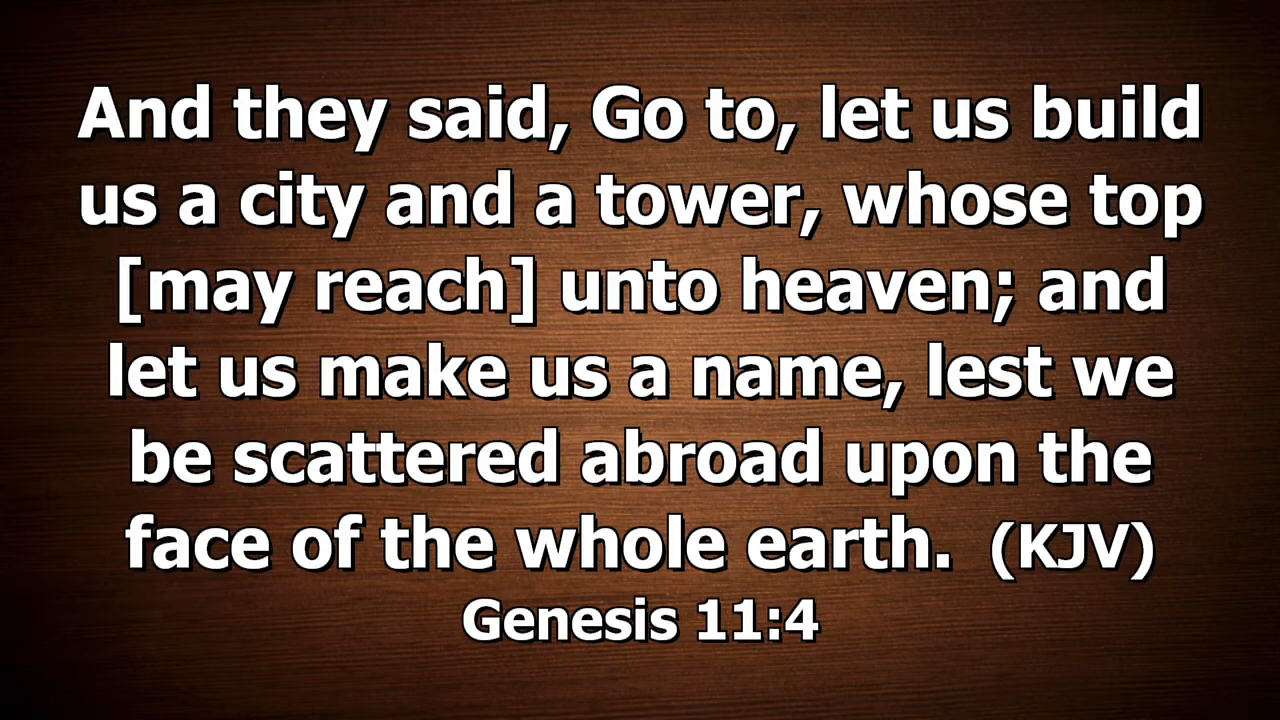 And they said, Go to, let us build
us a city and a tower, whose top
[may reach] unto heaven; and
let us make us a name, lest we
be scattered abroad upon the
face of the whole earth.  (KJV)
Genesis 11:4